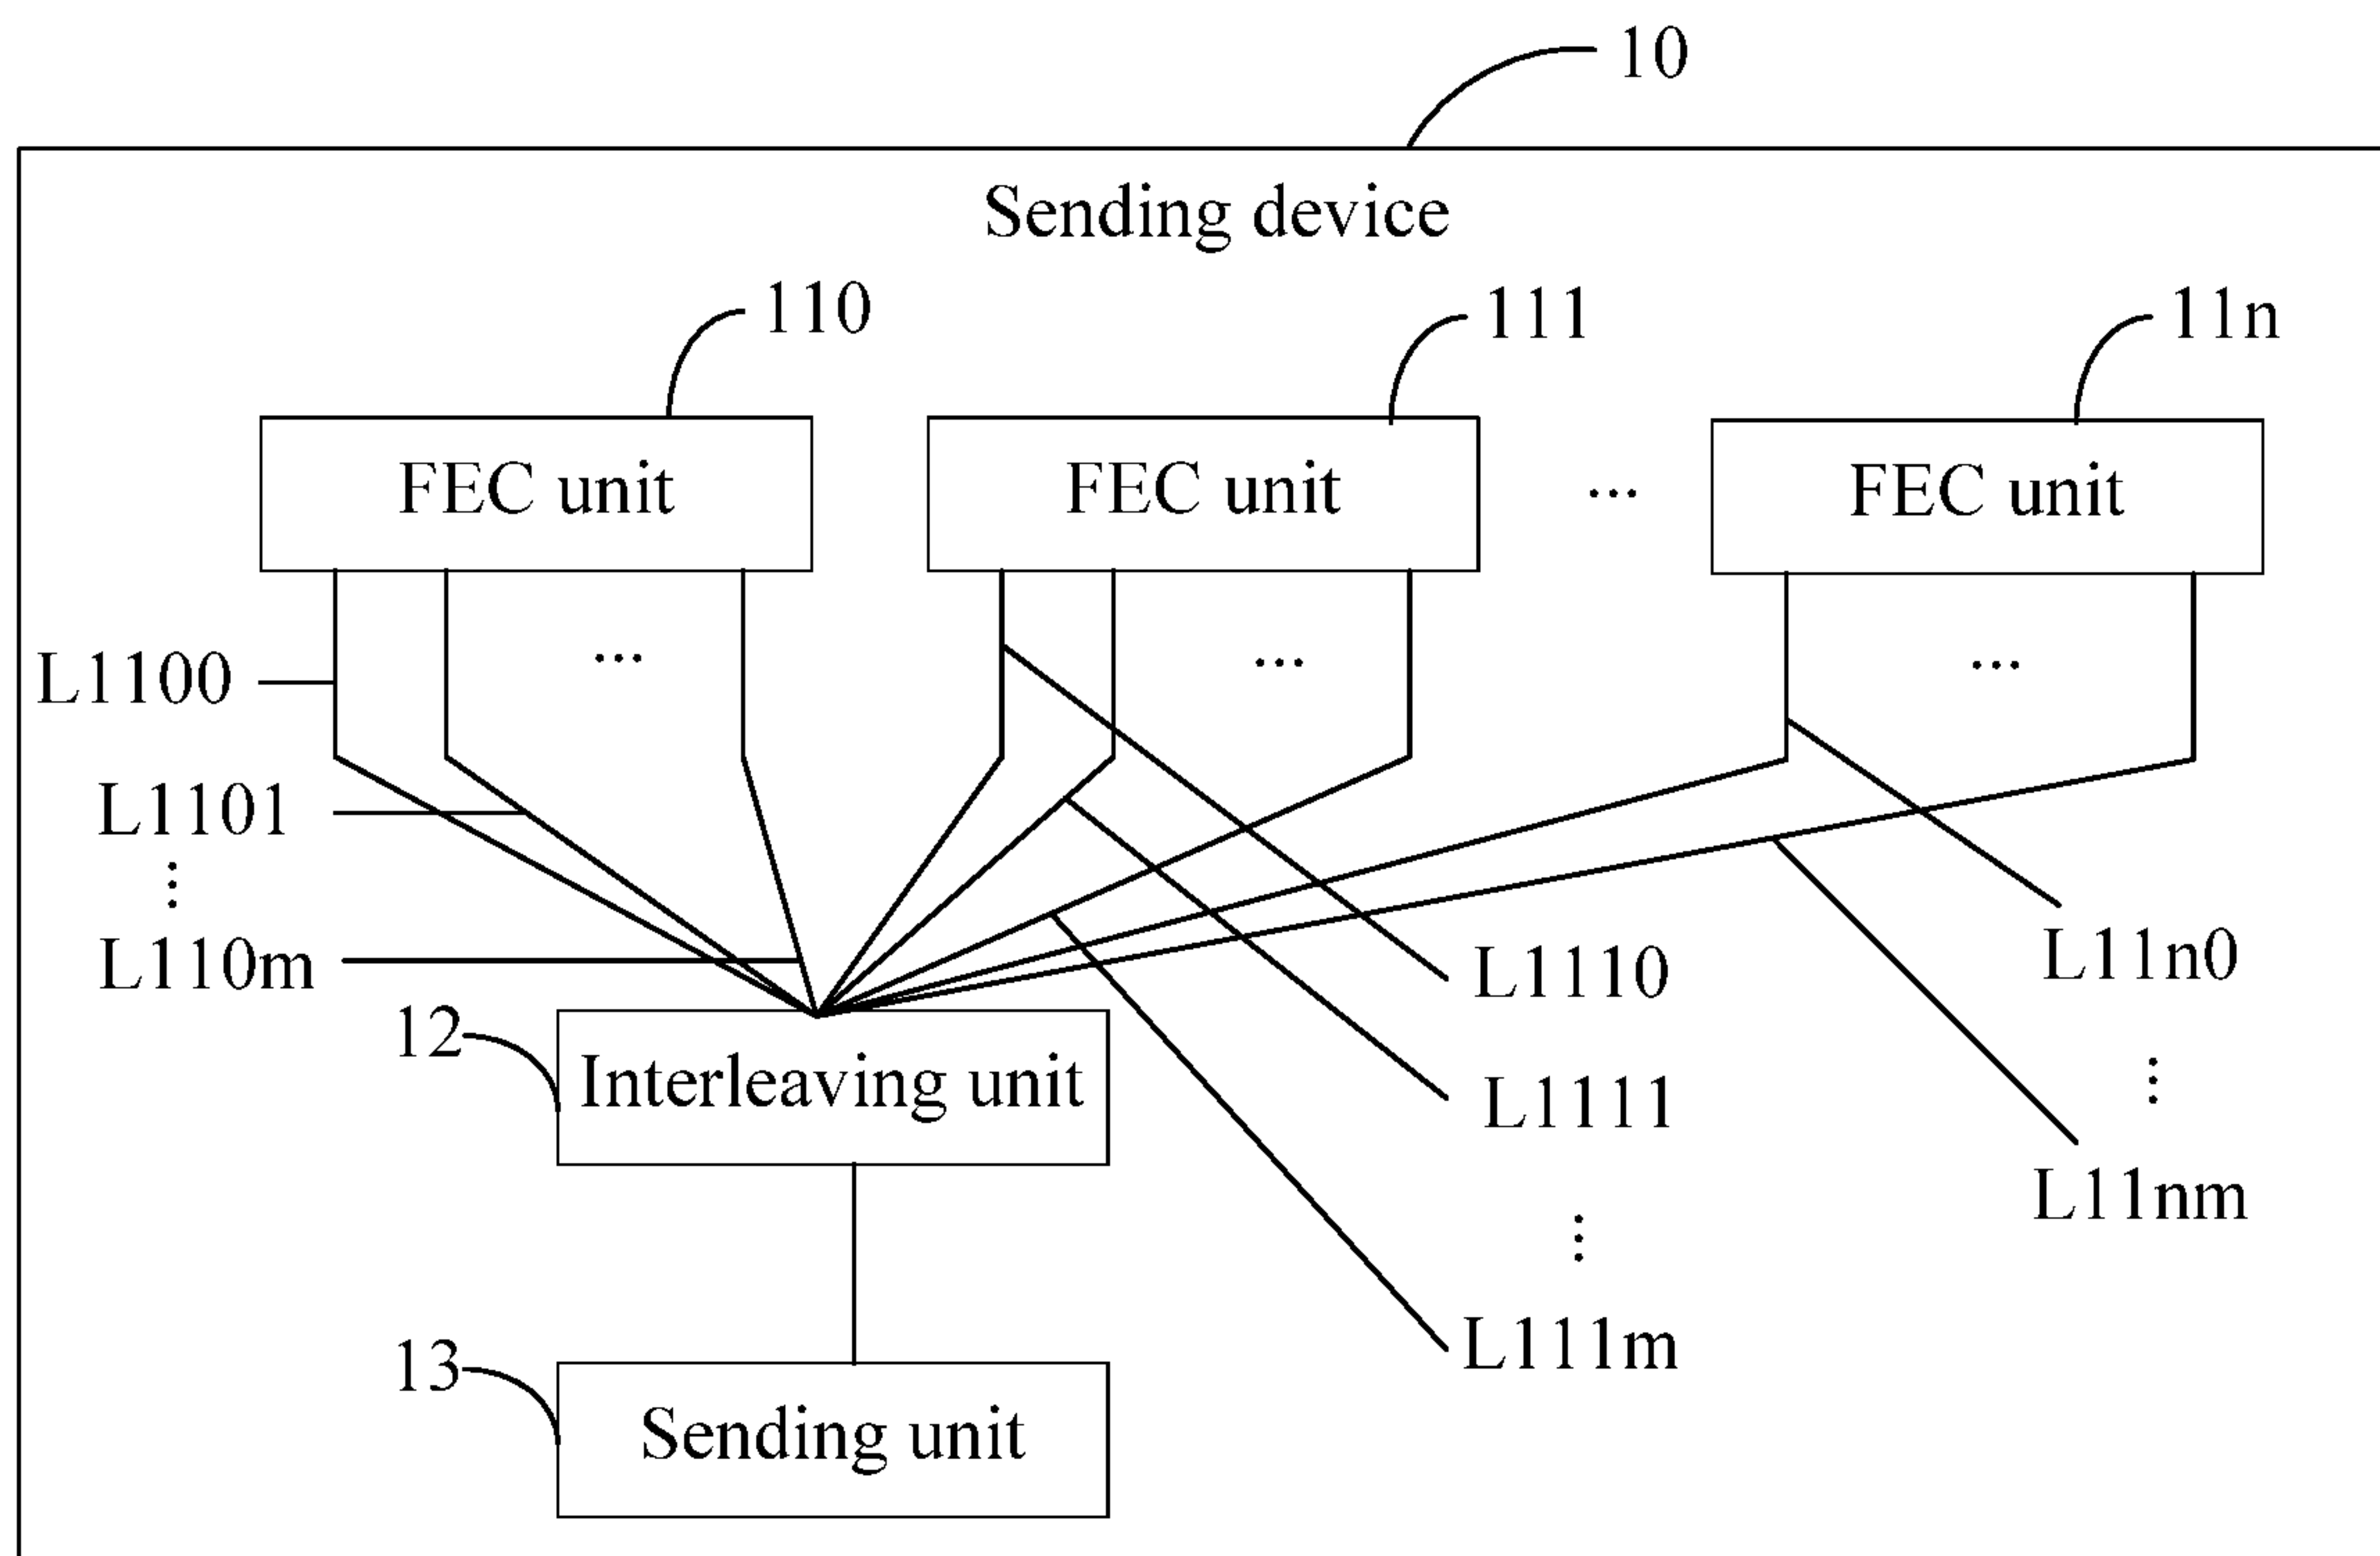 10
Sending device
110
111
11n
FEC unit
FEC unit
...
FEC unit
...
...
...
L1100
L1101
⋮
L110m
L1110
L11n0
12
Interleaving unit
L1111
⋮
L11nm
⋮
L111m
13
Sending unit